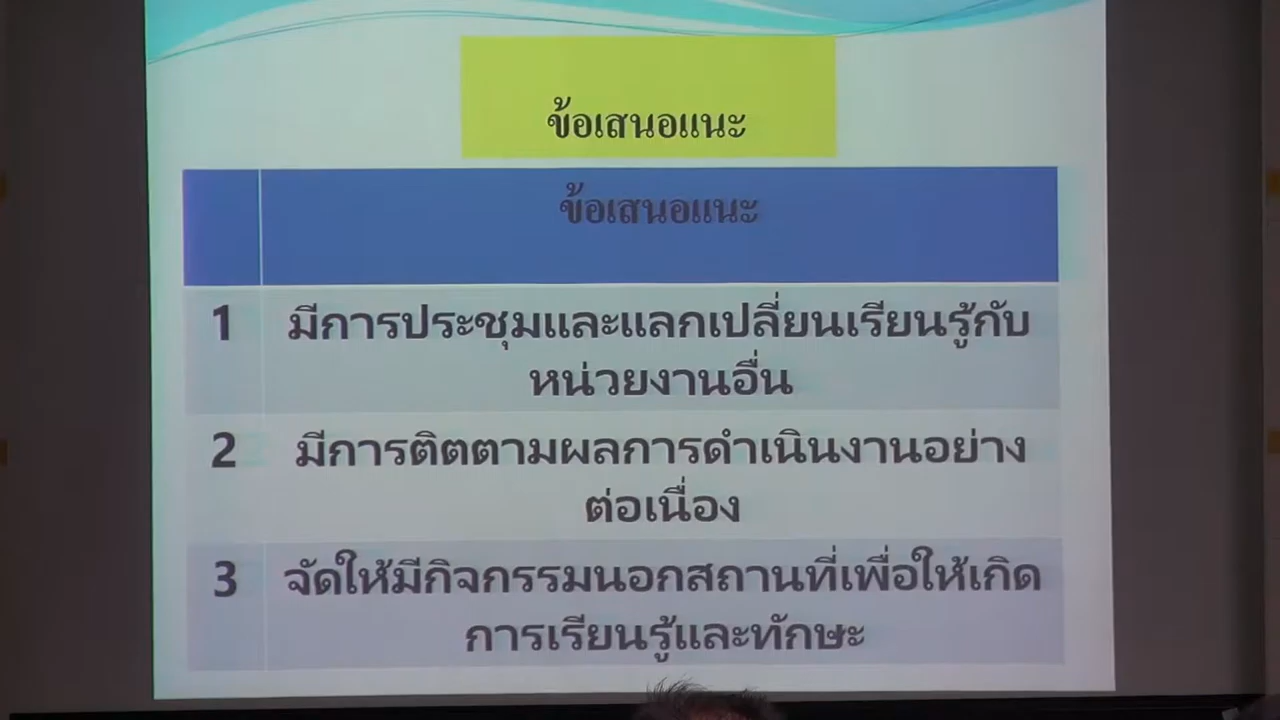 ข้อเสนอแนะ
ข้อเสนอแนะ
1 มีการประชุมและแลกเปลี่ยนเรียนรู้กับ
หน่วยงานอื่น
2 มีการติตตามผลการดำเนินงานอย่าง
ต่อเนื่อง
3 จัดให้มีกิจกรรมนอกสถานที่เพื่อให้เกิด
การเรียนรู้และทักษะ